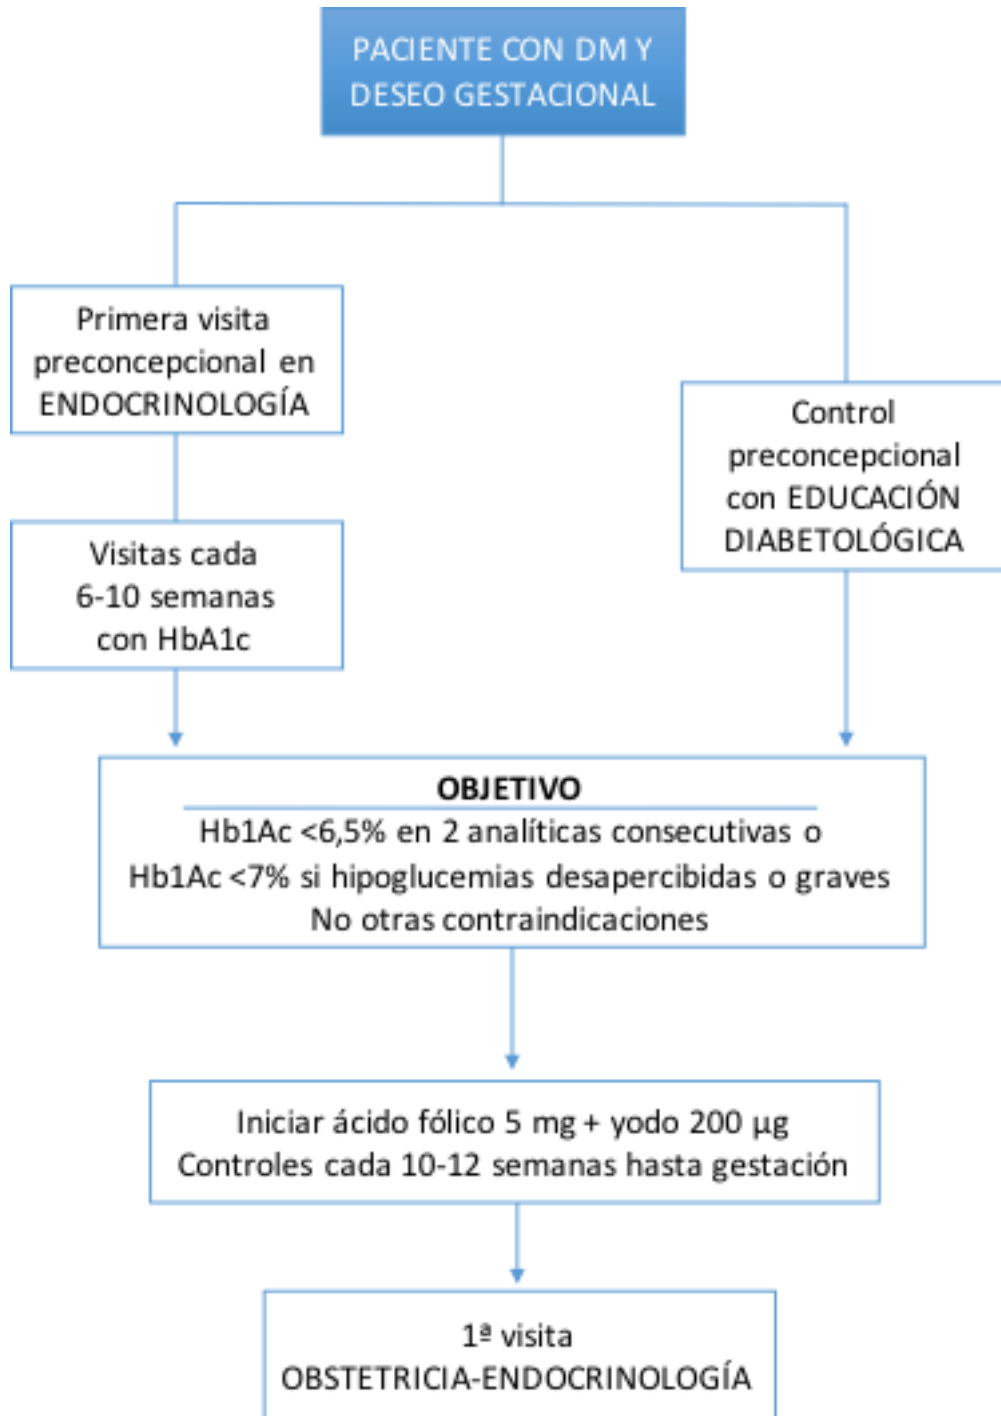 PACIENTE CON DM Y
DESEO GESTACIONAL
Primera visita
preconcepcional en
ENDOCRINOLOGÍA
Visitas cada
6-10 semanas
con HbA1c
Control
preconcepcional
con EDUCACIÓN
DIABETOLÓGICA
OBJETIVO
Hb1Ac <6,5% en 2 analíticas consecutivas o
Hb1Ac <7% si hipoglucemias desapercibidas o graves
No otras contraindicaciones
Iniciar ácido fólico 5 mg + yodo 200 µg
Controles cada 10-12 semanas hasta gestación
1ª visita
OBSTETRICIA-ENDOCRINOLOGÍA